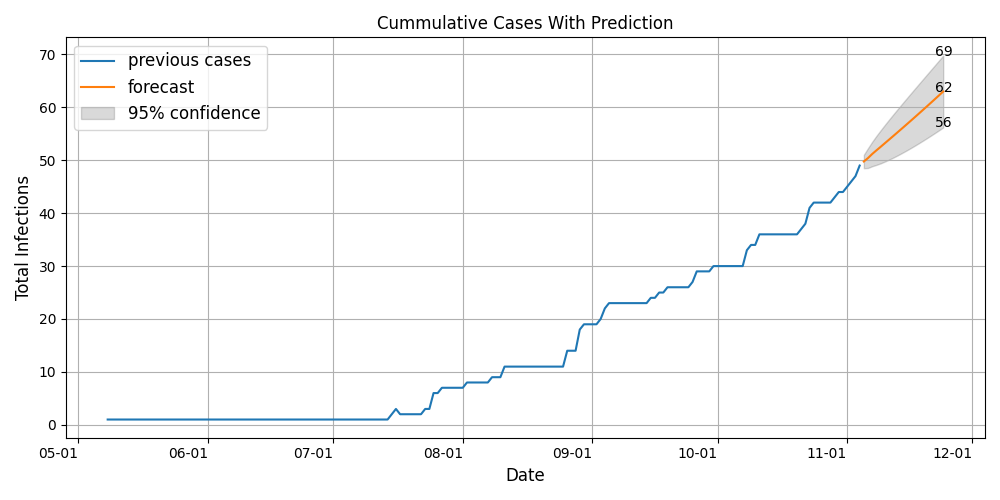 Cummulative Cases With Prediction
previous cases
forecast
95% confidence
69
62
56
70
60
50
40
30
20
10
0
Total Infections
05-01 06-01 07-01 08-01 09-01 10-01 11-01 12-01
Date